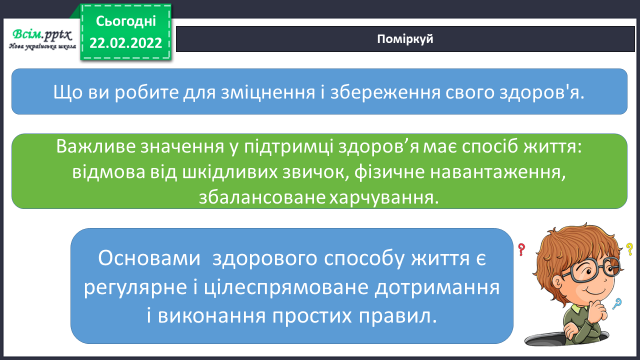 Всім.pptx
Нова українська школа
Сьогодні
22.02.2022
Поміркуй
Що ви робите для зміцнення і збереження свого здоров'я.
Важливе значення у підтримці здоров’я має спосіб життя:
відмова від шкідливих звичок, фізичне навантаження,
збалансоване харчування.
Основами здорового способу життя є
регулярне і цілеспрямоване дотримання
і виконання простих правил.